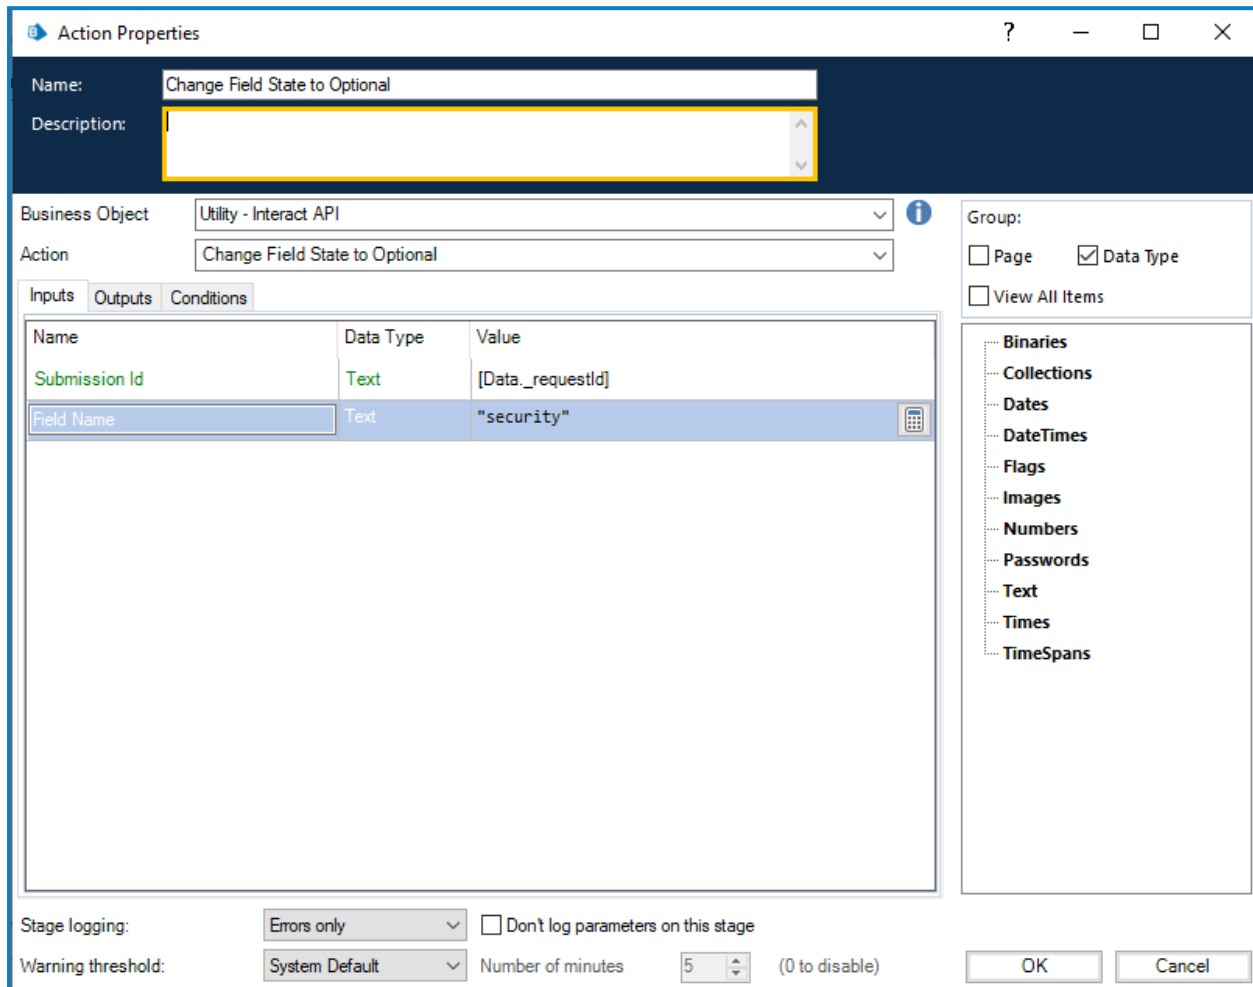 Action Properties
?
Name:
Change Field State to Optional
Description:
Business Object
Utility - Interact API
Action
Change Field State to Optional
Group:
Page
Data Type
View All Items
Inputs
Outputs
Conditions
Name Data Type Value
Submission Id Text [Data._requestId]
Field Name Text "security"
Binaries
Collections
Dates
DateTimes
Flags
Images
Numbers
Passwords
Text
Times
TimeSpans
Stage logging:
Errors only
Don't log parameters on this stage
Warning threshold:
System Default
Number of minutes
5
(0 to disable)
OK
Cancel